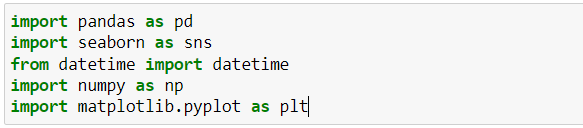 import pandas as pd
import seaborn as sns
from datetime import datetime
import numpy as np
import matplotlib.pyplot as plt